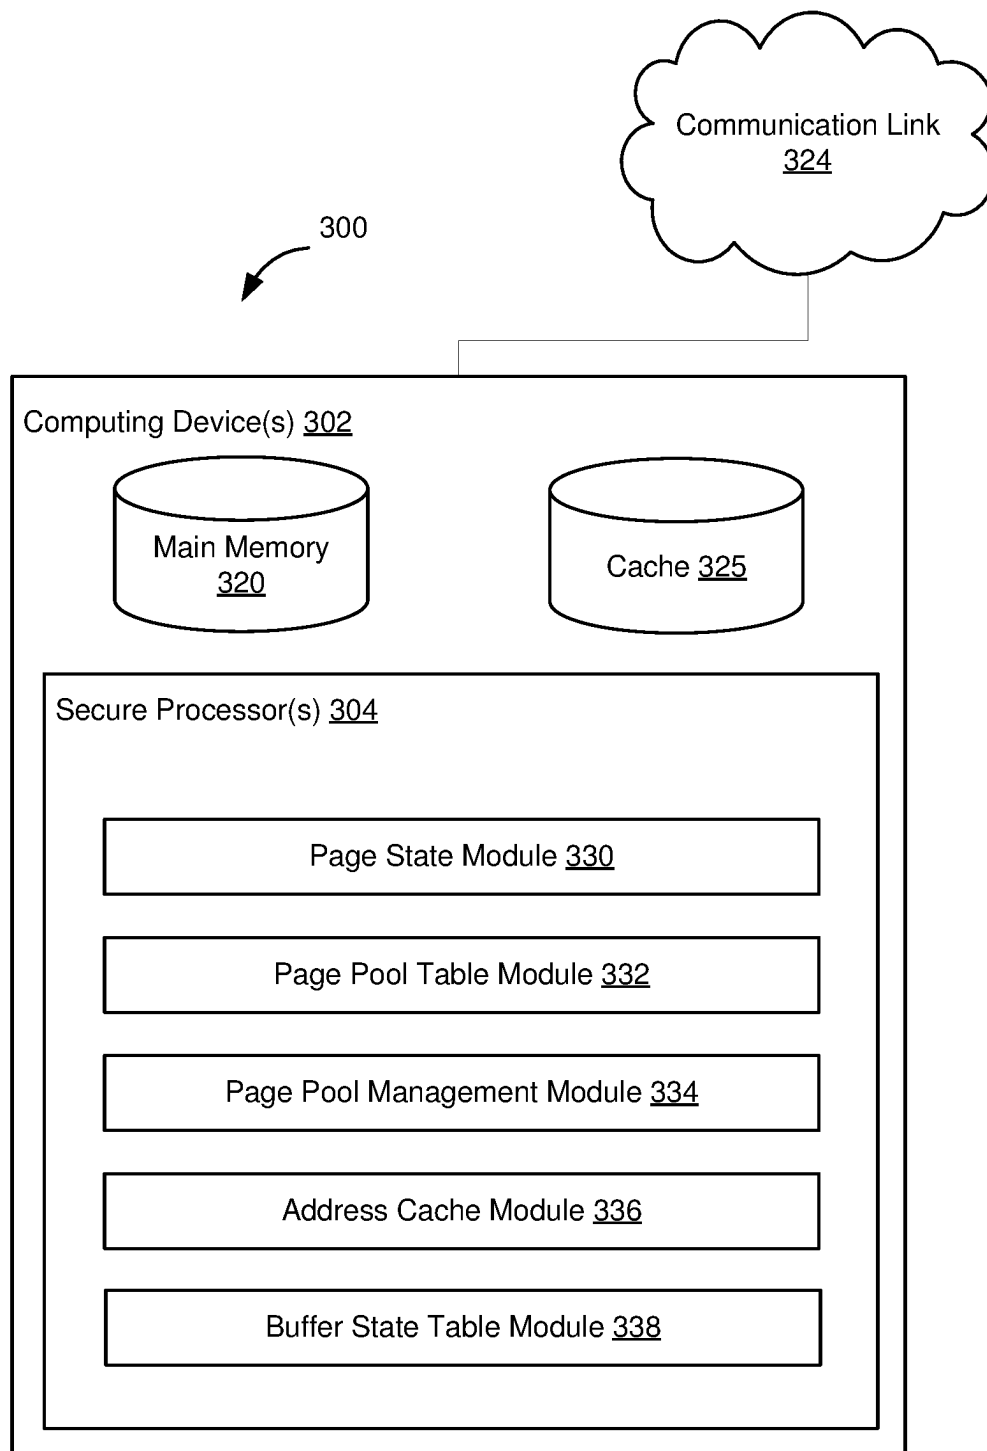 Communication Link
324
300
Computing Device(s) 302
Main Memory
320
Cache 325
Secure Processor(s) 304
Page State Module 330
Page Pool Table Module 332
Page Pool Management Module 334
Address Cache Module 336
Buffer State Table Module 338